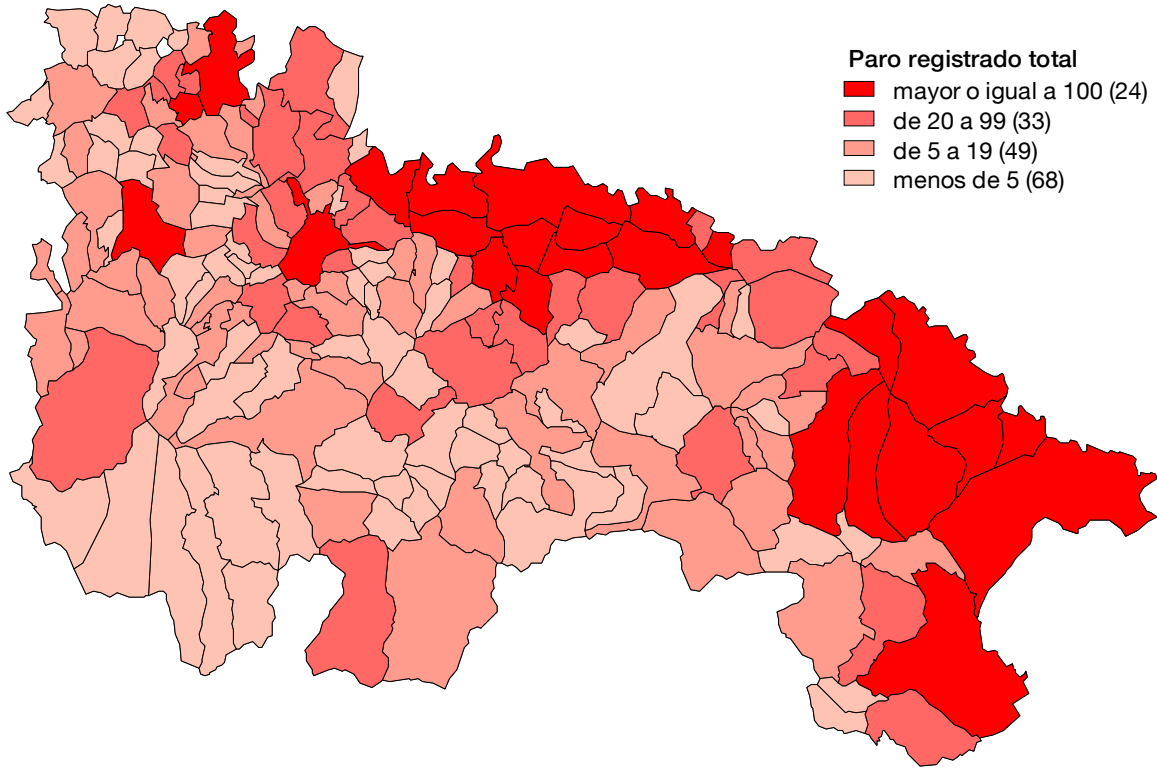 Paro registrado total
mayor o igual a 100 (24)
de 20 a 99 (33)
de 5 a 19 (49)
menos de 5 (68)